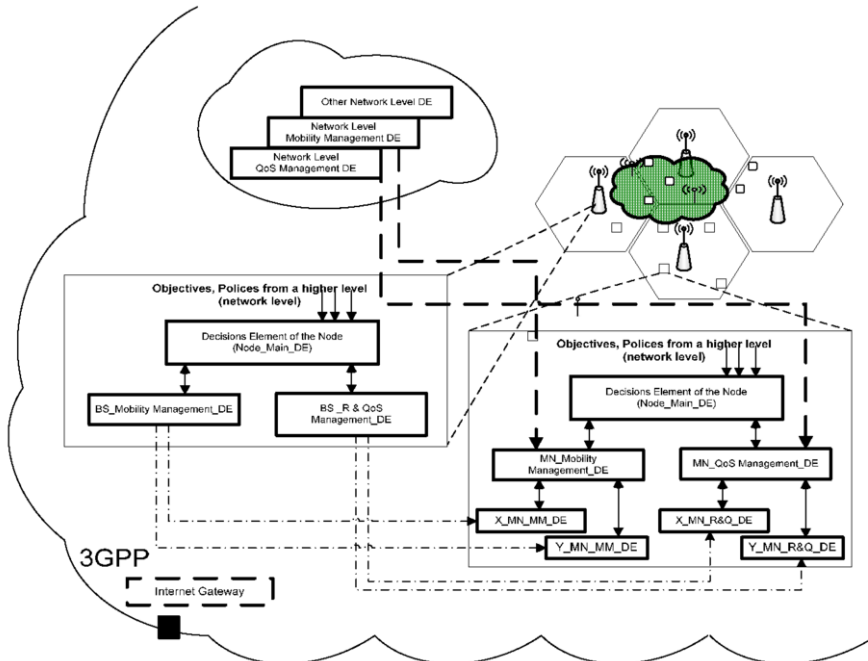 Other Network Level DE
Network Level
Mobility Management DE
Network Level
QoS Management DE
Objectives, Polices from a higher level
(network level)
Decisions Element of the Node
(Node_Main_DE)
BS_Mobility Management_DE
BS _R & QoS
Management_DE
Objectives, Polices from a higher level
(network level)
Decisions Element of the Node
(Node_Main_DE)
MN_Mobility
Management_DE
MN_QoS Management_DE
X_MN_MM_DE
X_MN_R&Q_DE
Y_MN_MM_DE
Y_MN_R&Q_DE
3GPP
Internet Gateway